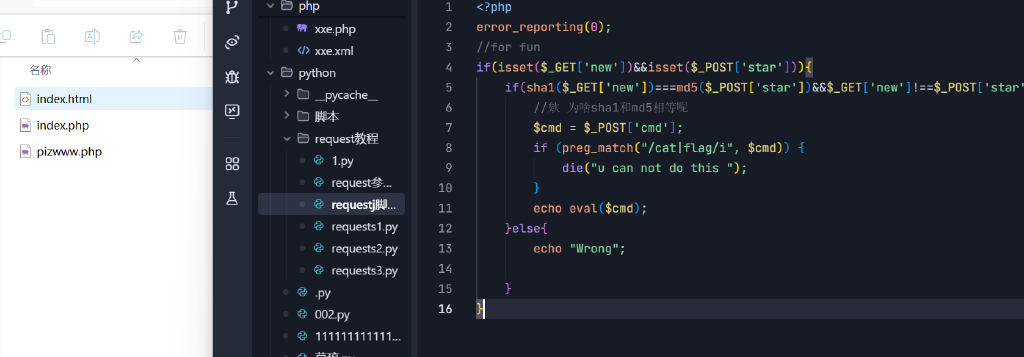 名称
index.html
index.php
pizwww.php
php
xxe.php
xxe.xml
python
__pycache__
脚本
request教程
1.py
request参...
requestj脚...
requests1.py
requests2.py
requests3.py
.py
002.py
111111111111...
1 <?php
2 error_reporting(0);
3 //for fun
4 if(isset($_GET['new'])&&isset($_POST['star'])){
5 if(sha1($_GET['new'])===md5($_POST['star'])&&$_GET['new']!==$_POST['star'
6 //欸 为啥sha1和md5相等呢
7 $cmd = $_POST['cmd'];
8 if (preg_match("/cat|flag/i", $cmd)) {
9 die("u can not do this ");
10 }
11 echo eval($cmd);
12 }else{
13 echo "Wrong";
14
15 }
16 }